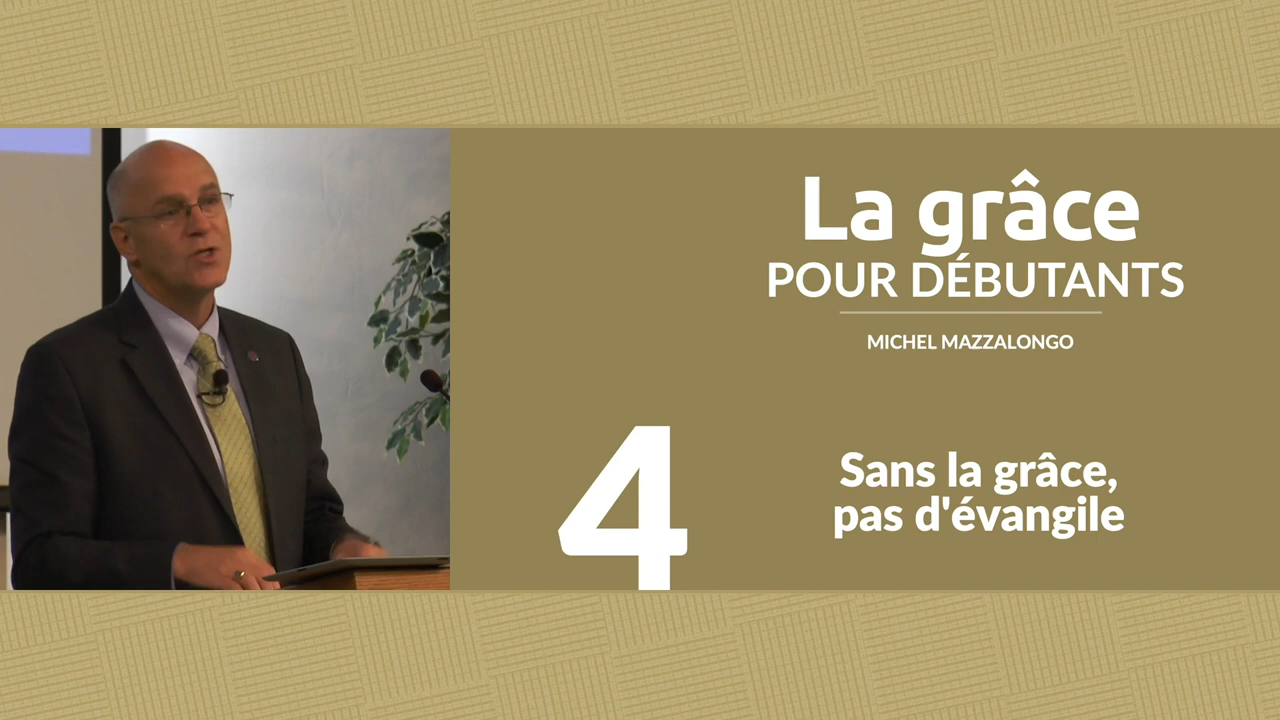 La grâce
POUR DÉBUTANTS
MICHEL MAZZALONGO
4
Sans la grâce,
pas d'évangile